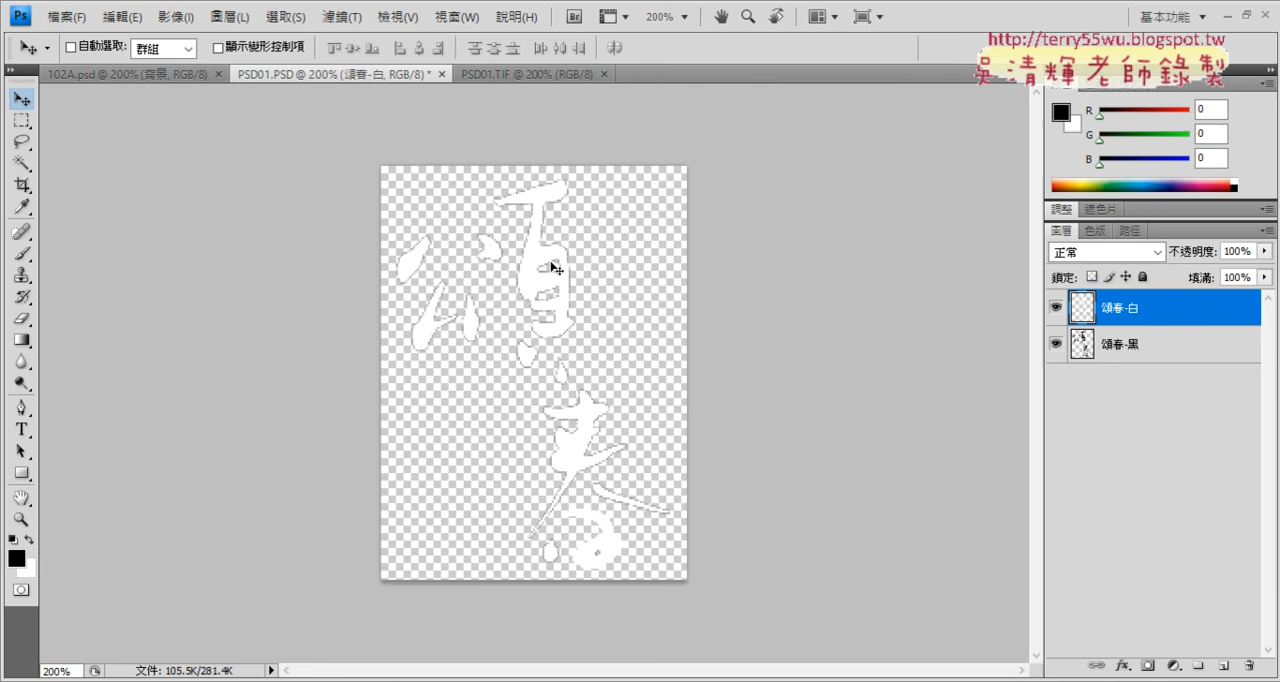 Ps 檔案(F) 編輯(E) 影像(I) 圖層(L) 選取(S) 濾鏡(T) 檢視(V) 視窗(W) 說明(H) Br 200% 基本功能
http://terry55wu.blogspot.tw
自動選取: 群組 顯示變形控制項
吳清輝老師錄製
102A.psd @ 200% (背景, RGB/8) PSD01.PSD @ 200% (頌春-白, RGB/8) * PSD01.TIF @ 200% (RGB/8)
R 0
G 0
B 0
調整 遮色片
圖層 色版 路徑
正常 不透明度: 100%
鎖定: 填滿: 100%
頌春-白
頌春-黑
頌春
200% 文件: 105.5K/281.4K